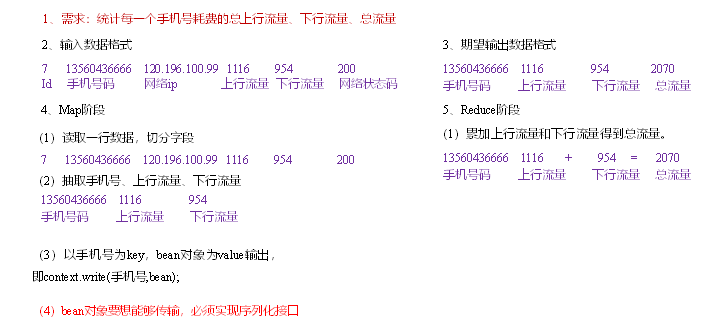 1、需求：统计每一个手机号耗费的总上行流量、下行流量、总流量
2、输入数据格式
7 13560436666 120.196.100.99 1116 954 200
Id 手机号码 网络ip 上行流量 下行流量 网络状态码
3、期望输出数据格式
13560436666 1116 954 2070
手机号码 上行流量 下行流量 总流量
4、Map阶段
（1）读取一行数据，切分字段
7 13560436666 120.196.100.99 1116 954 200
（2）抽取手机号、上行流量、下行流量
13560436666 1116 954
手机号码 上行流量 下行流量
（3）以手机号为key，bean对象为value输出，
即context.write(手机号,bean);
（4）bean对象要想能够传输，必须实现序列化接口
5、Reduce阶段
（1）累加上行流量和下行流量得到总流量。
13560436666 1116 + 954 = 2070
手机号码 上行流量 下行流量 总流量